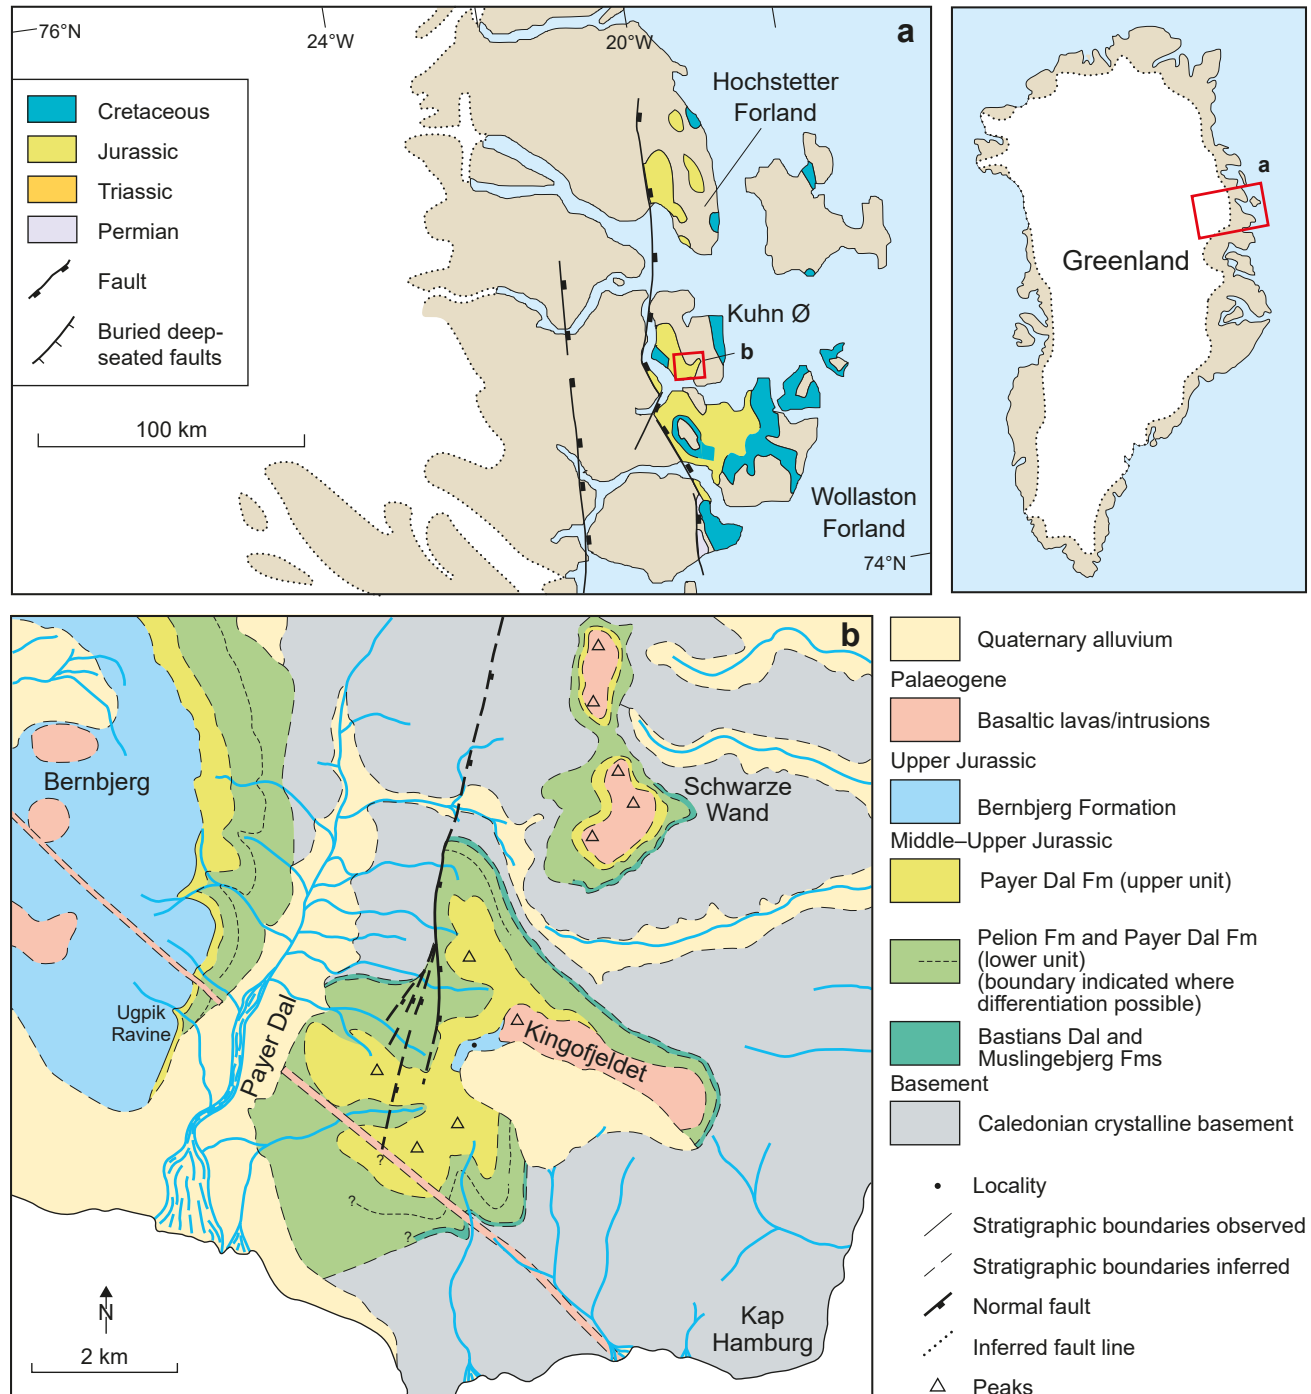 76°N
24°W
20°W
a
Cretaceous
Jurassic
Triassic
Permian
Fault
Buried deep-
seated faults
100 km
Hochstetter
Forland
Kuhn Ø
b
Wollaston
Forland
74°N
a
Greenland
b
Bernbjerg
Schwarze
Wand
Ugpik
Ravine
Payer Dal
Kingofjeldet
?
?
?
N
2 km
Kap
Hamburg
Quaternary alluvium
Palaeogene
Basaltic lavas/intrusions
Upper Jurassic
Bernbjerg Formation
Middle–Upper Jurassic
Payer Dal Fm (upper unit)
Pelion Fm and Payer Dal Fm
(lower unit)
(boundary indicated where
differentiation possible)
Bastians Dal and
Muslingebjerg Fms
Basement
Caledonian crystalline basement
Locality
Stratigraphic boundaries observed
Stratigraphic boundaries inferred
Normal fault
Inferred fault line
Peaks